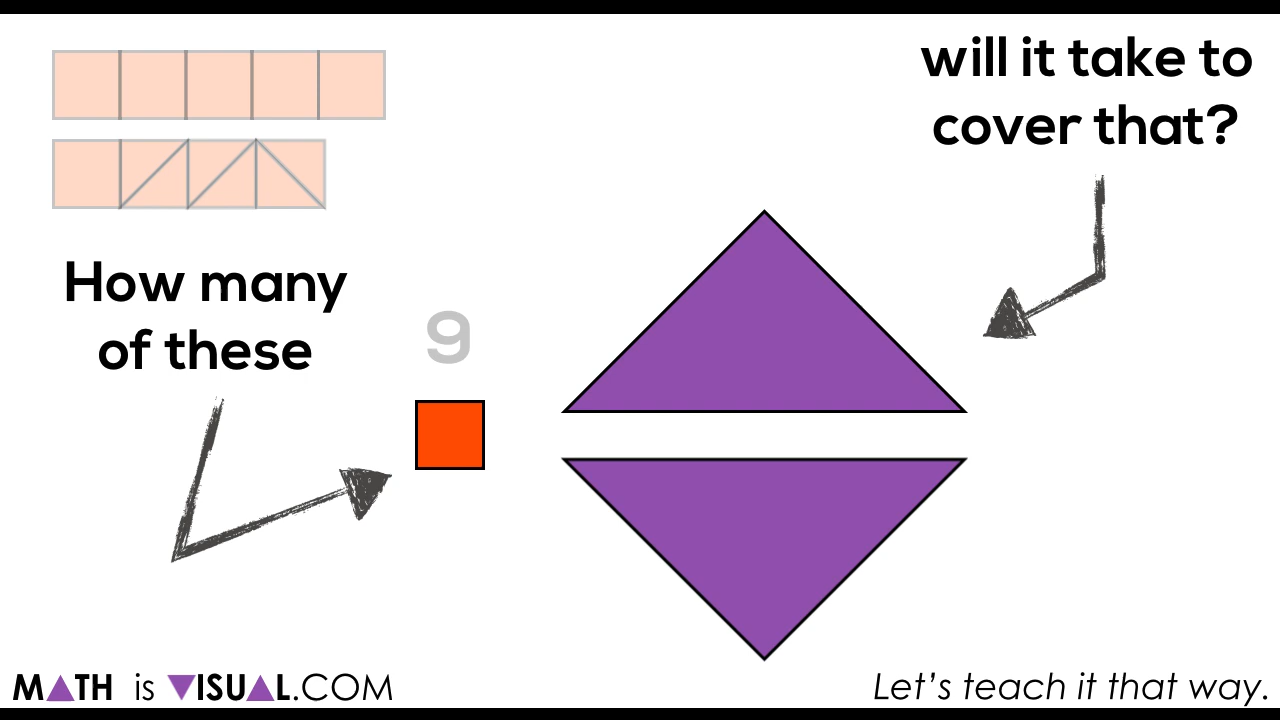 will it take to
cover that?
How many
of these
9
MATH is VISUAL.COM
Let's teach it that way.